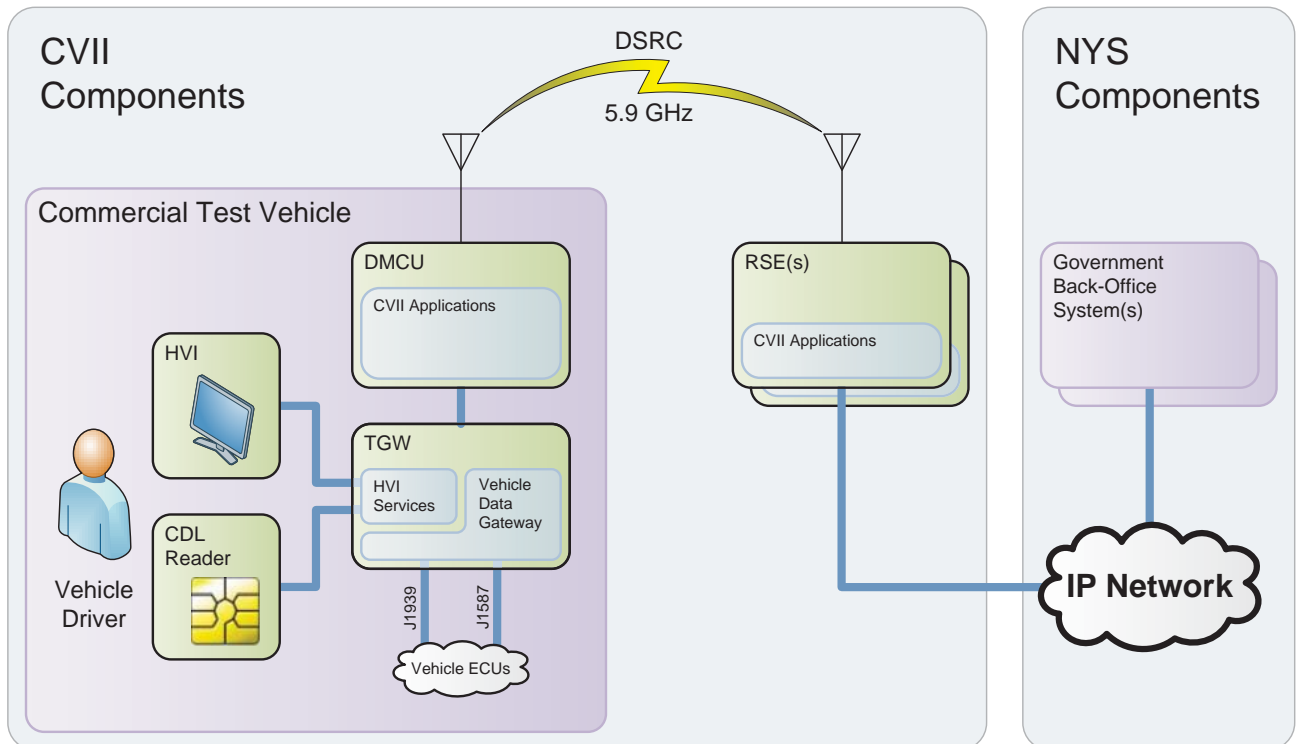 CVII
Components
DSRC
5.9 GHz
NYS
Components
Commercial Test Vehicle
DMCU
CVII Applications
RSE(s)
CVII Applications
Government
Back-Office
System(s)
HVI
TGW
HVI
Services
Vehicle
Data
Gateway
CDL
Reader
Vehicle
Driver
J1939
J1587
Vehicle ECUs
IP Network